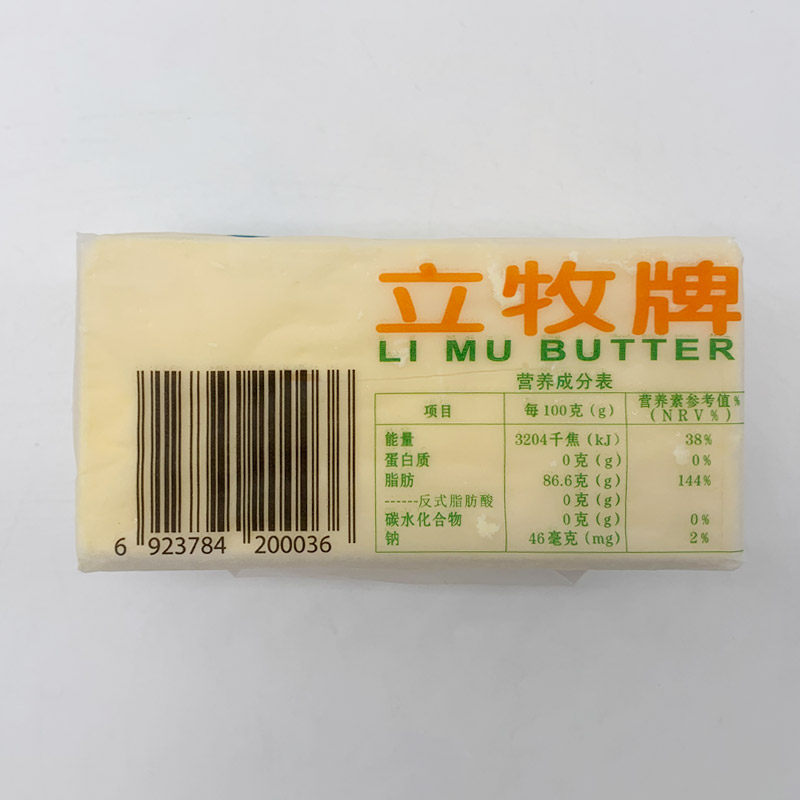 立牧牌
LI MU BUTTER
营养成分表
项目 每100克(g) 营养素参考值%(NRV%)
能量 3204千焦(kJ) 38%
蛋白质 0克(g) 0%
脂肪 86.6克(g) 144%
------反式脂肪酸 0克(g)
碳水化合物 0克(g) 0%
钠 46毫克(mg) 2%
6 923784 200036